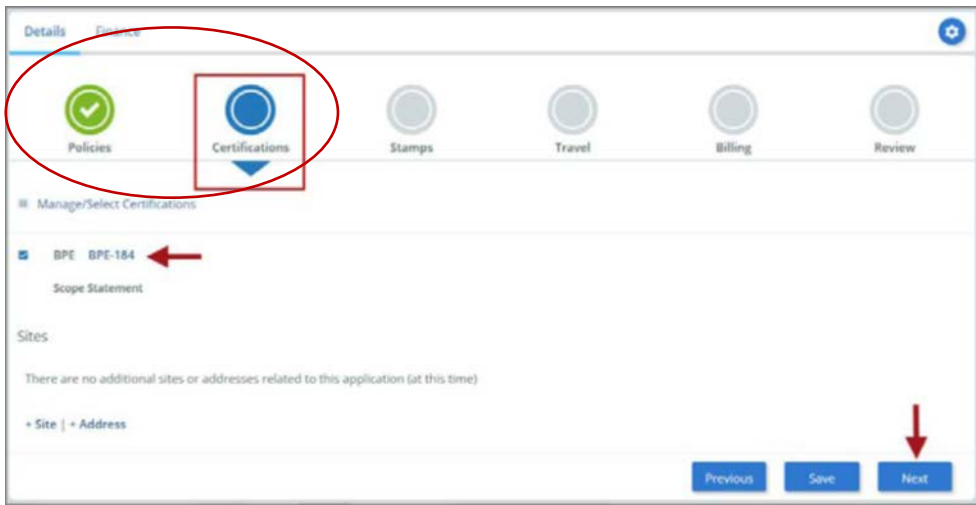 Details Finance
Policies Certifications Stamps Travel Billing Review
Manage/Select Certifications
BPE BPE-184
Scope Statement
Sites
There are no additional sites or addresses related to this application (at this time)
+ Site | + Address
Previous Save Next